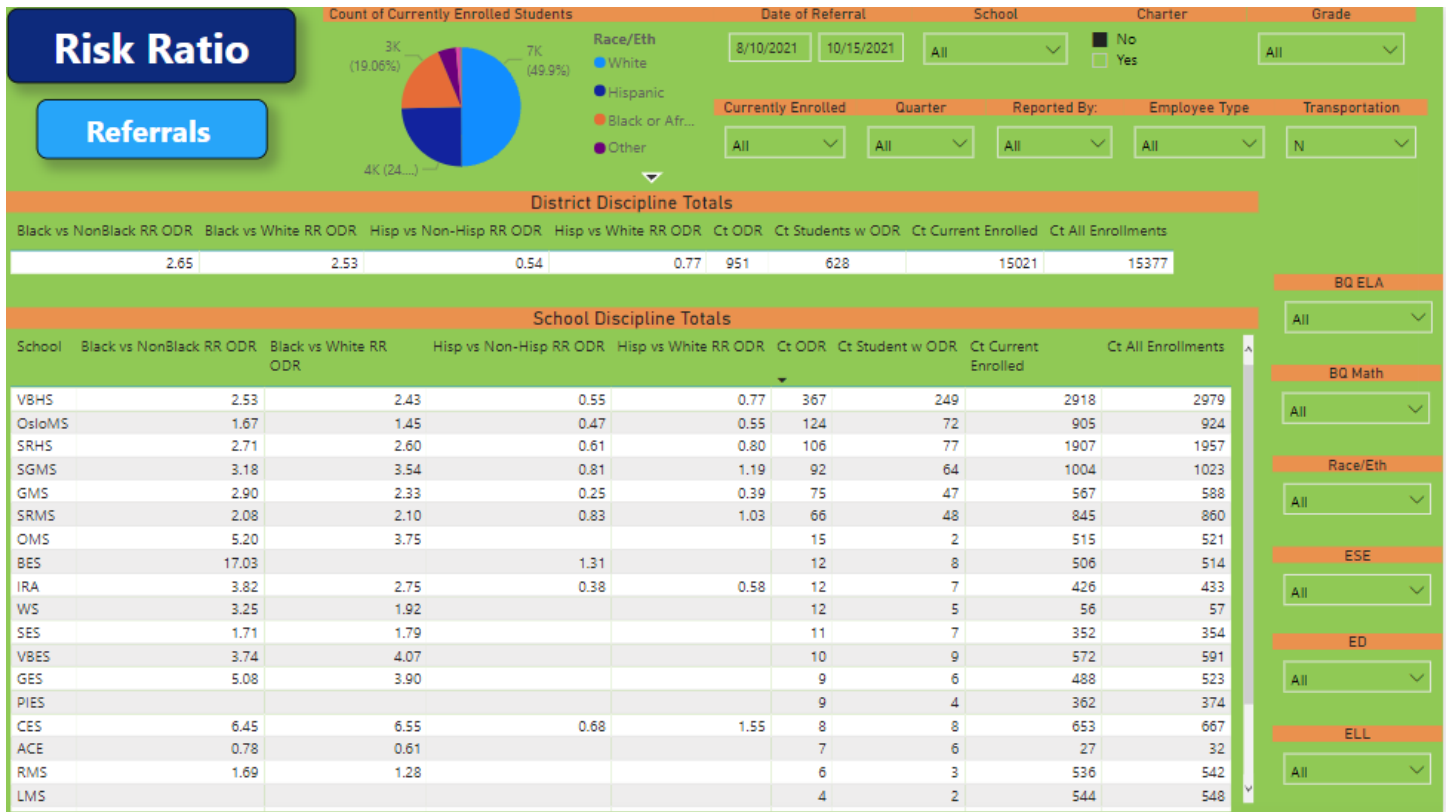 Risk Ratio
Referrals
Count of Currently Enrolled Students
3K
(19.06%)
7K
(49.9%)
4K (24....)
Race/Eth
White
Hispanic
Black or Afr...
Other
Date of Referral
8/10/2021 10/15/2021
School
All
Charter
No
Yes
Grade
All
Currently Enrolled
All
Quarter
All
Reported By:
All
Employee Type
All
Transportation
N
District Discipline Totals
Black vs NonBlack RR ODR Black vs White RR ODR Hisp vs Non-Hisp RR ODR Hisp vs White RR ODR Ct ODR Ct Students w ODR Ct Current Enrolled Ct All Enrollments
2.65 2.53 0.54 0.77 951 628 15021 15377
School Discipline Totals
School Black vs NonBlack RR ODR Black vs White RR Hisp vs Non-Hisp RR ODR Hisp vs White RR ODR Ct ODR Ct Student w ODR Ct Current Ct All Enrollments
ODR Enrolled
VBHS 2.53 2.43 0.55 0.77 367 249 2918 2979
OsloMS 1.67 1.45 0.47 0.55 124 72 905 924
SRHS 2.71 2.60 0.61 0.80 106 77 1907 1957
SGMS 3.18 3.54 0.81 1.19 92 64 1004 1023
GMS 2.90 2.33 0.25 0.39 75 47 567 588
SRMS 2.08 2.10 0.83 1.03 66 48 845 860
OMS 5.20 3.75 15 2 515 521
BES 17.03 1.31 12 8 506 514
IRA 3.82 2.75 0.38 0.58 12 7 426 433
WS 3.25 1.92 12 5 56 57
SES 1.71 1.79 11 7 352 354
VBES 3.74 4.07 10 9 572 591
GES 5.08 3.90 9 6 488 523
PIES 9 4 362 374
CES 6.45 6.55 0.68 1.55 8 8 653 667
ACE 0.78 0.61 7 6 27 32
RMS 1.69 1.28 6 3 536 542
LMS 4 2 544 548
BQ ELA
All
BQ Math
All
Race/Eth
All
ESE
All
ED
All
ELL
All